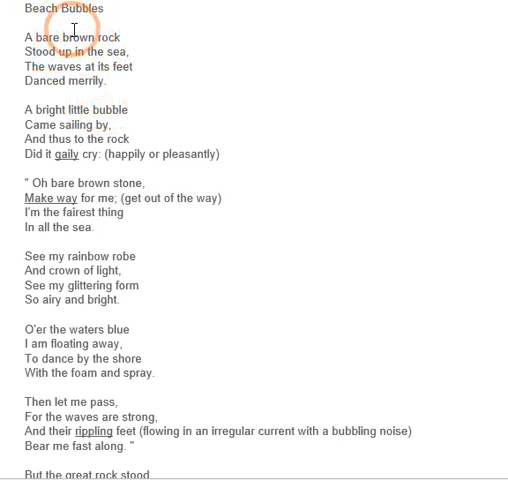 Beach Bubbles
A bare brown rock
Stood up in the sea,
The waves at its feet
Danced merrily.
A bright little bubble
Came sailing by,
And thus to the rock
Did it gaily cry: (happily or pleasantly)
" Oh bare brown stone,
Make way for me; (get out of the way)
I'm the fairest thing
In all the sea.
See my rainbow robe
And crown of light,
See my glittering form
So airy and bright.
O'er the waters blue
I am floating away,
To dance by the shore
With the foam and spray.
Then let me pass,
For the waves are strong,
And their rippling feet (flowing in an irregular current with a bubbling noise)
Bear me fast along. "
But the great rock stood